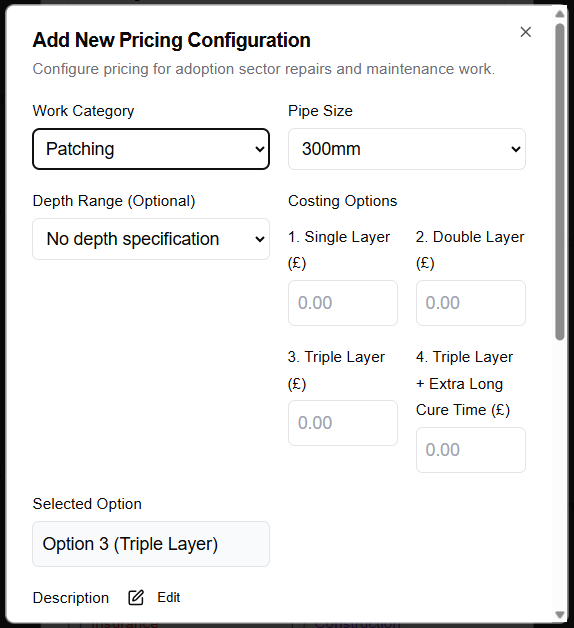 Add New Pricing Configuration
Configure pricing for adoption sector repairs and maintenance work.
Work Category
Patching
Pipe Size
300mm
Depth Range (Optional)
No depth specification
Costing Options
1. Single Layer
(£)
0.00
2. Double Layer
(£)
0.00
3. Triple Layer
(£)
0.00
4. Triple Layer
+ Extra Long
Cure Time (£)
0.00
Selected Option
Option 3 (Triple Layer)
Description
Edit
Insurance
Construction